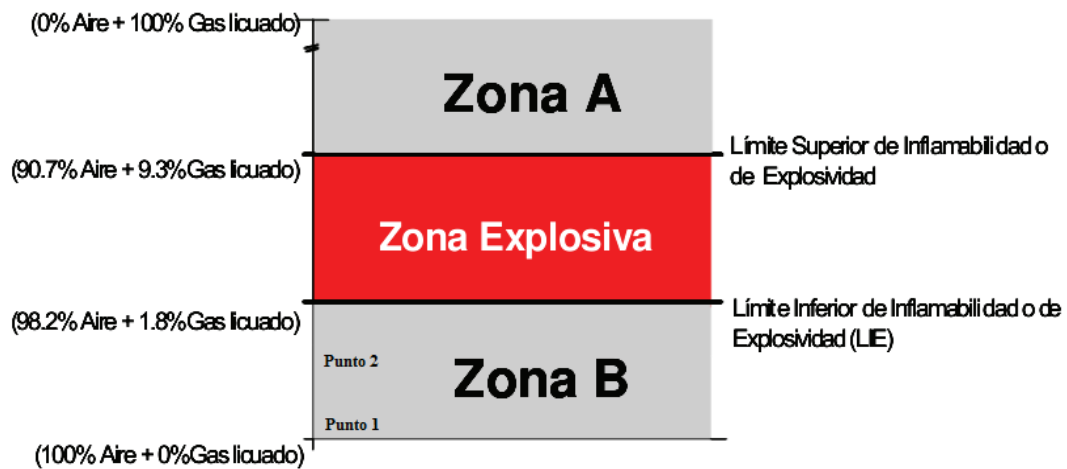 (0% Aire + 100% Gas licuado)
Zona A
(90.7% Aire + 9.3% Gas licuado)
Límite Superior de Inflamabilidad o
de Explosividad
Zona Explosiva
(98.2% Aire + 1.8% Gas licuado)
Límite Inferior de Inflamabilidad o de
Explosividad (LIE)
Punto 2
Zona B
Punto 1
(100% Aire + 0% Gas licuado)